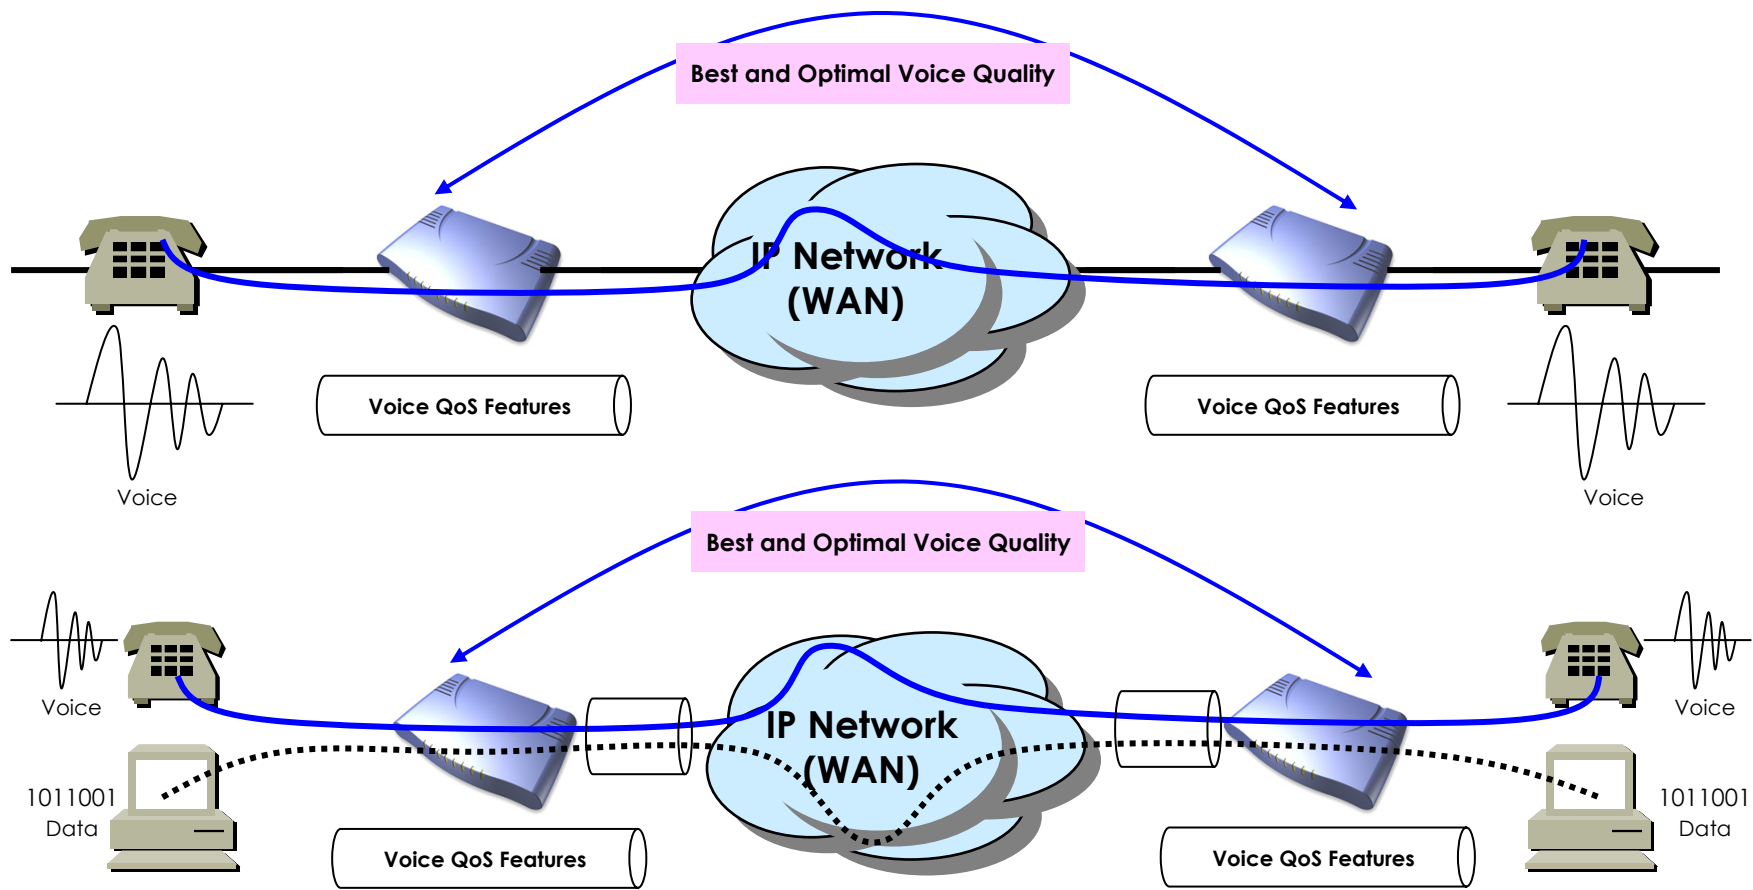 Best and Optimal Voice Quality
IP Network
(WAN)
Voice QoS Features
Voice QoS Features
Voice
Voice
Best and Optimal Voice Quality
Voice
Voice
IP Network
(WAN)
1011001
Data
1011001
Data
Voice QoS Features
Voice QoS Features